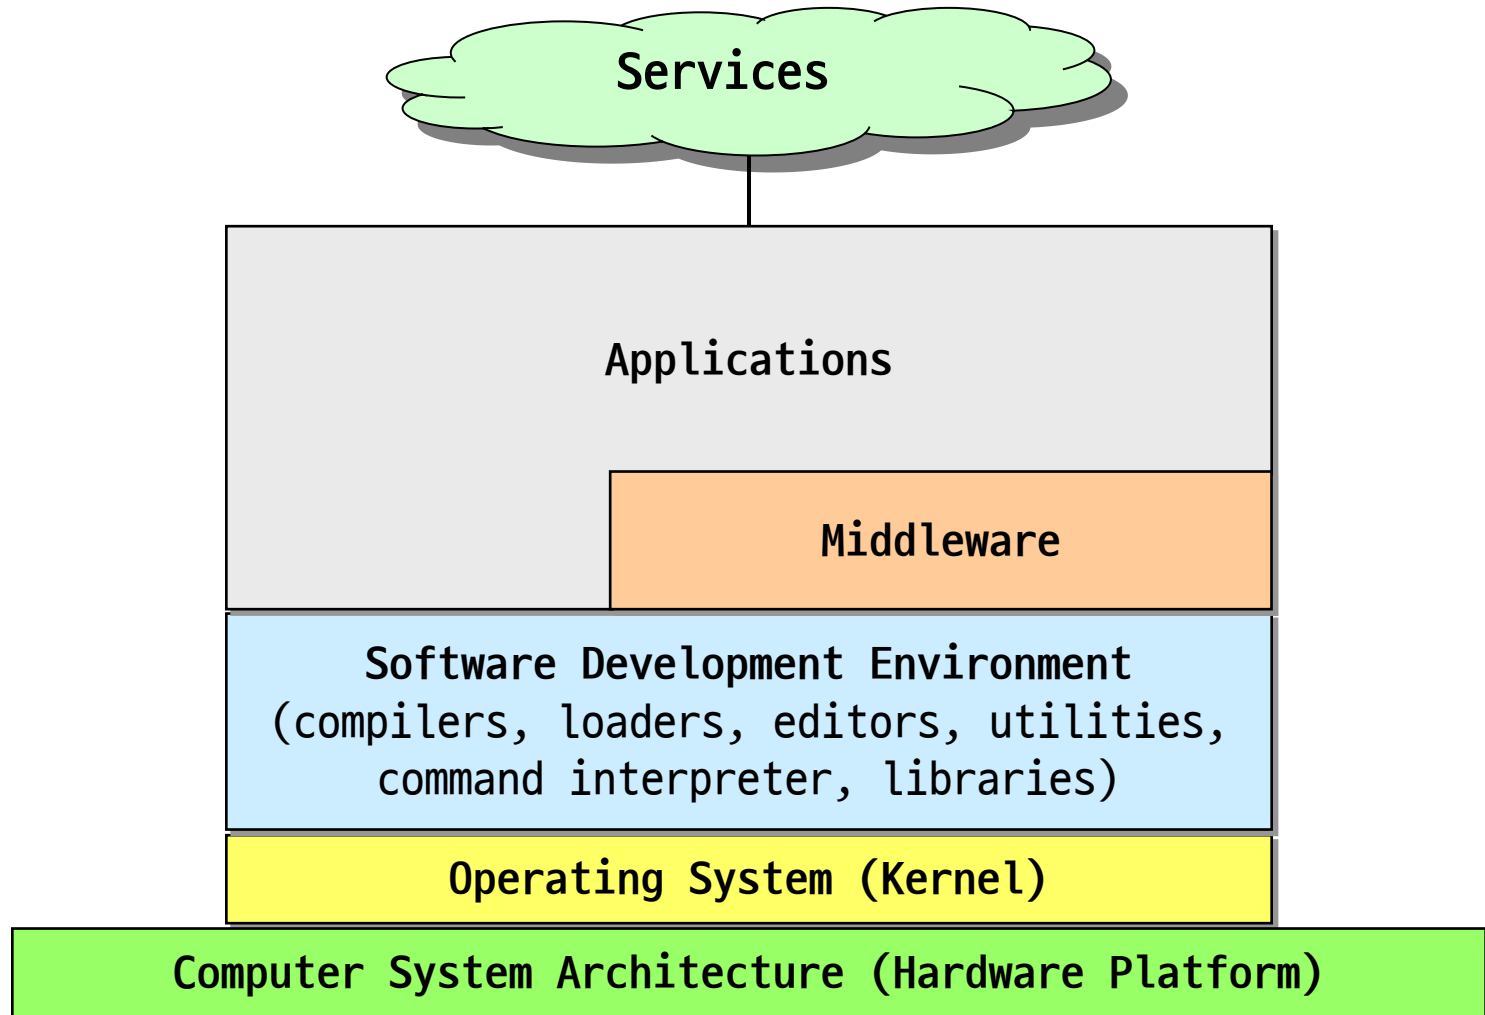 Services
Applications
Middleware
Software Development Environment
(compilers, loaders, editors, utilities,
command interpreter, libraries)
Operating System (Kernel)
Computer System Architecture (Hardware Platform)